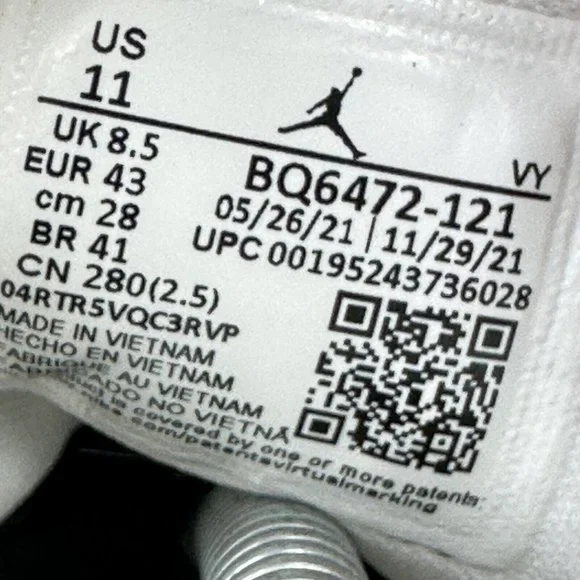 US
11
UK 8.5
EUR 43
cm 28
BR 41
CN 280(2.5)
04RTR5VQC3RVP
VY
BQ6472-121
05/26/21 | 11/29/21
UPC 00195243736028
MADE IN VIETNAM
HECHO EN VIETNAM
FABRIQUE AU VIETNAM
NO VIETNÃ
is covered by one or more patents:
nike.com/patentsvirtualmarking